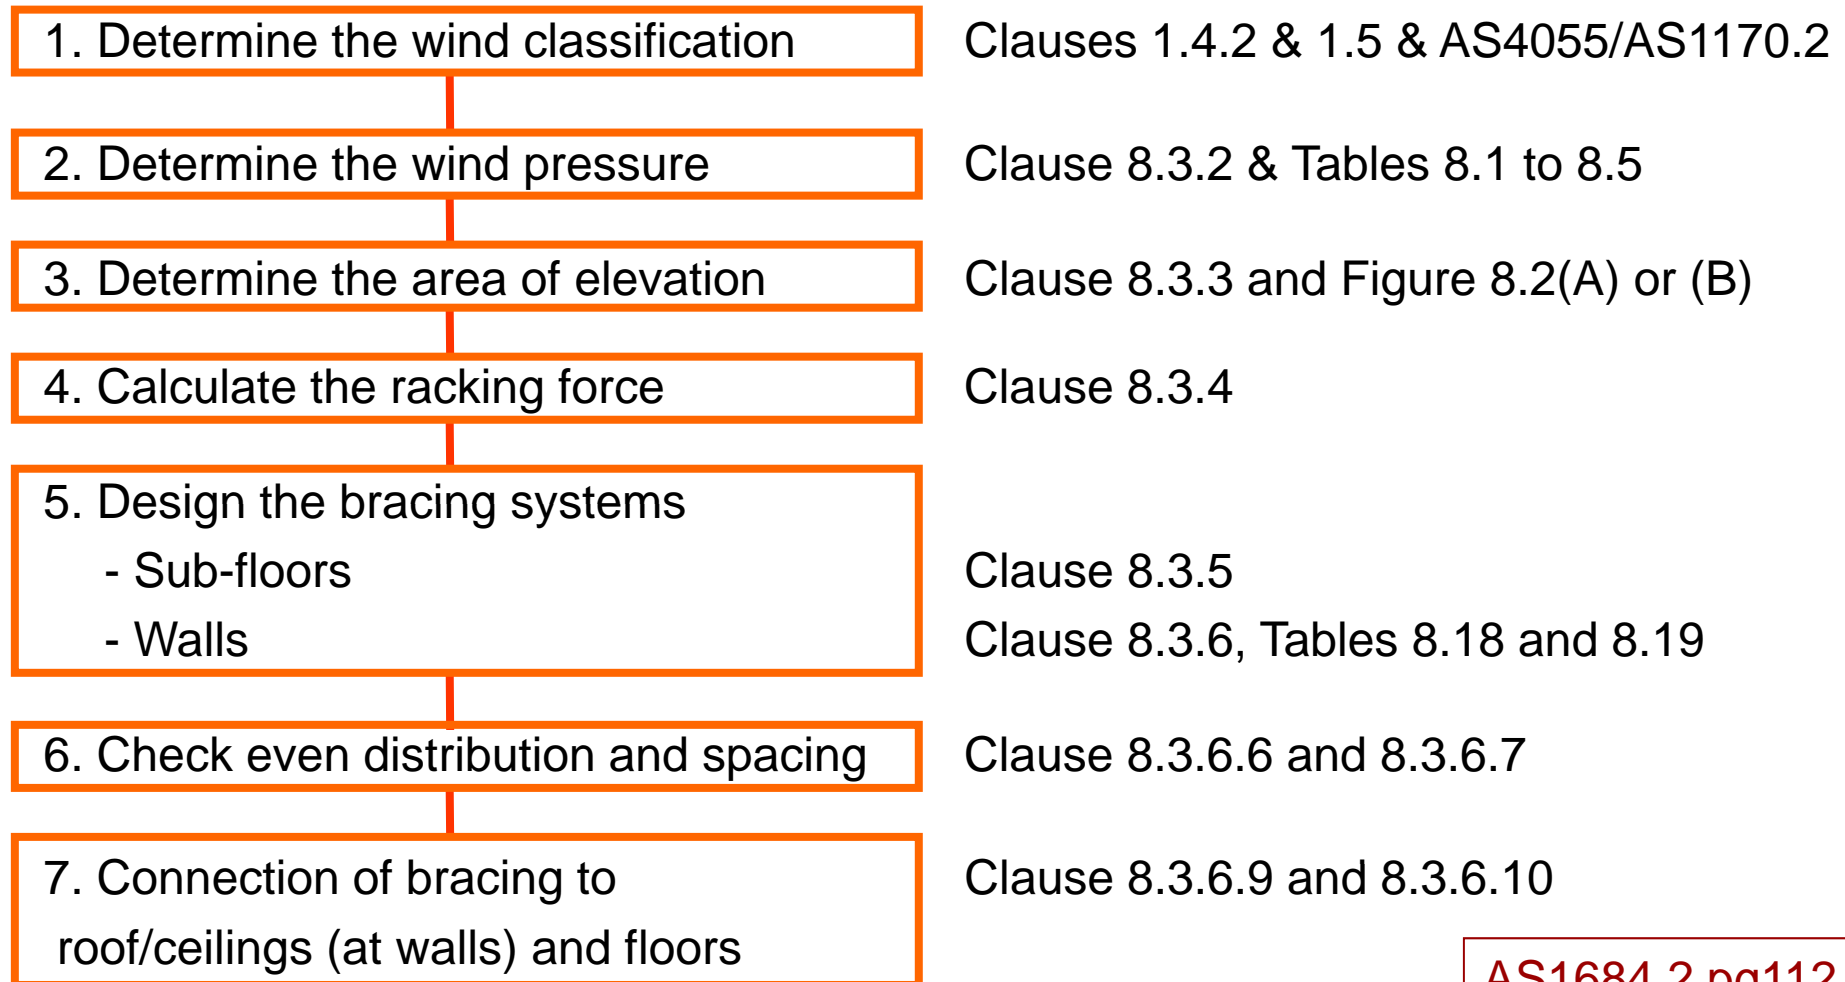 1. Determine the wind classification Clauses 1.4.2 & 1.5 & AS4055/AS1170.2
2. Determine the wind pressure Clause 8.3.2 & Tables 8.1 to 8.5
3. Determine the area of elevation Clause 8.3.3 and Figure 8.2(A) or (B)
4. Calculate the racking force Clause 8.3.4
5. Design the bracing systems
- Sub-floors Clause 8.3.5
- Walls Clause 8.3.6, Tables 8.18 and 8.19
6. Check even distribution and spacing Clause 8.3.6.6 and 8.3.6.7
7. Connection of bracing to Clause 8.3.6.9 and 8.3.6.10
roof/ceilings (at walls) and floors
AS1684.2 pg112